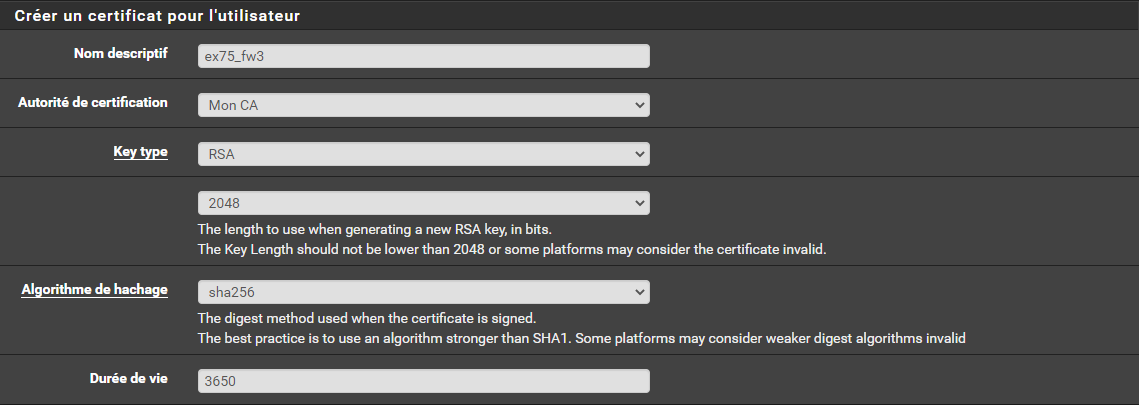 Créer un certificat pour l'utilisateur
Nom descriptif
ex75_fw3
Autorité de certification
Mon CA
Key type
RSA
2048
The length to use when generating a new RSA key, in bits.
The Key Length should not be lower than 2048 or some platforms may consider the certificate invalid.
Algorithme de hachage
sha256
The digest method used when the certificate is signed.
The best practice is to use an algorithm stronger than SHA1. Some platforms may consider weaker digest algorithms invalid
Durée de vie
3650